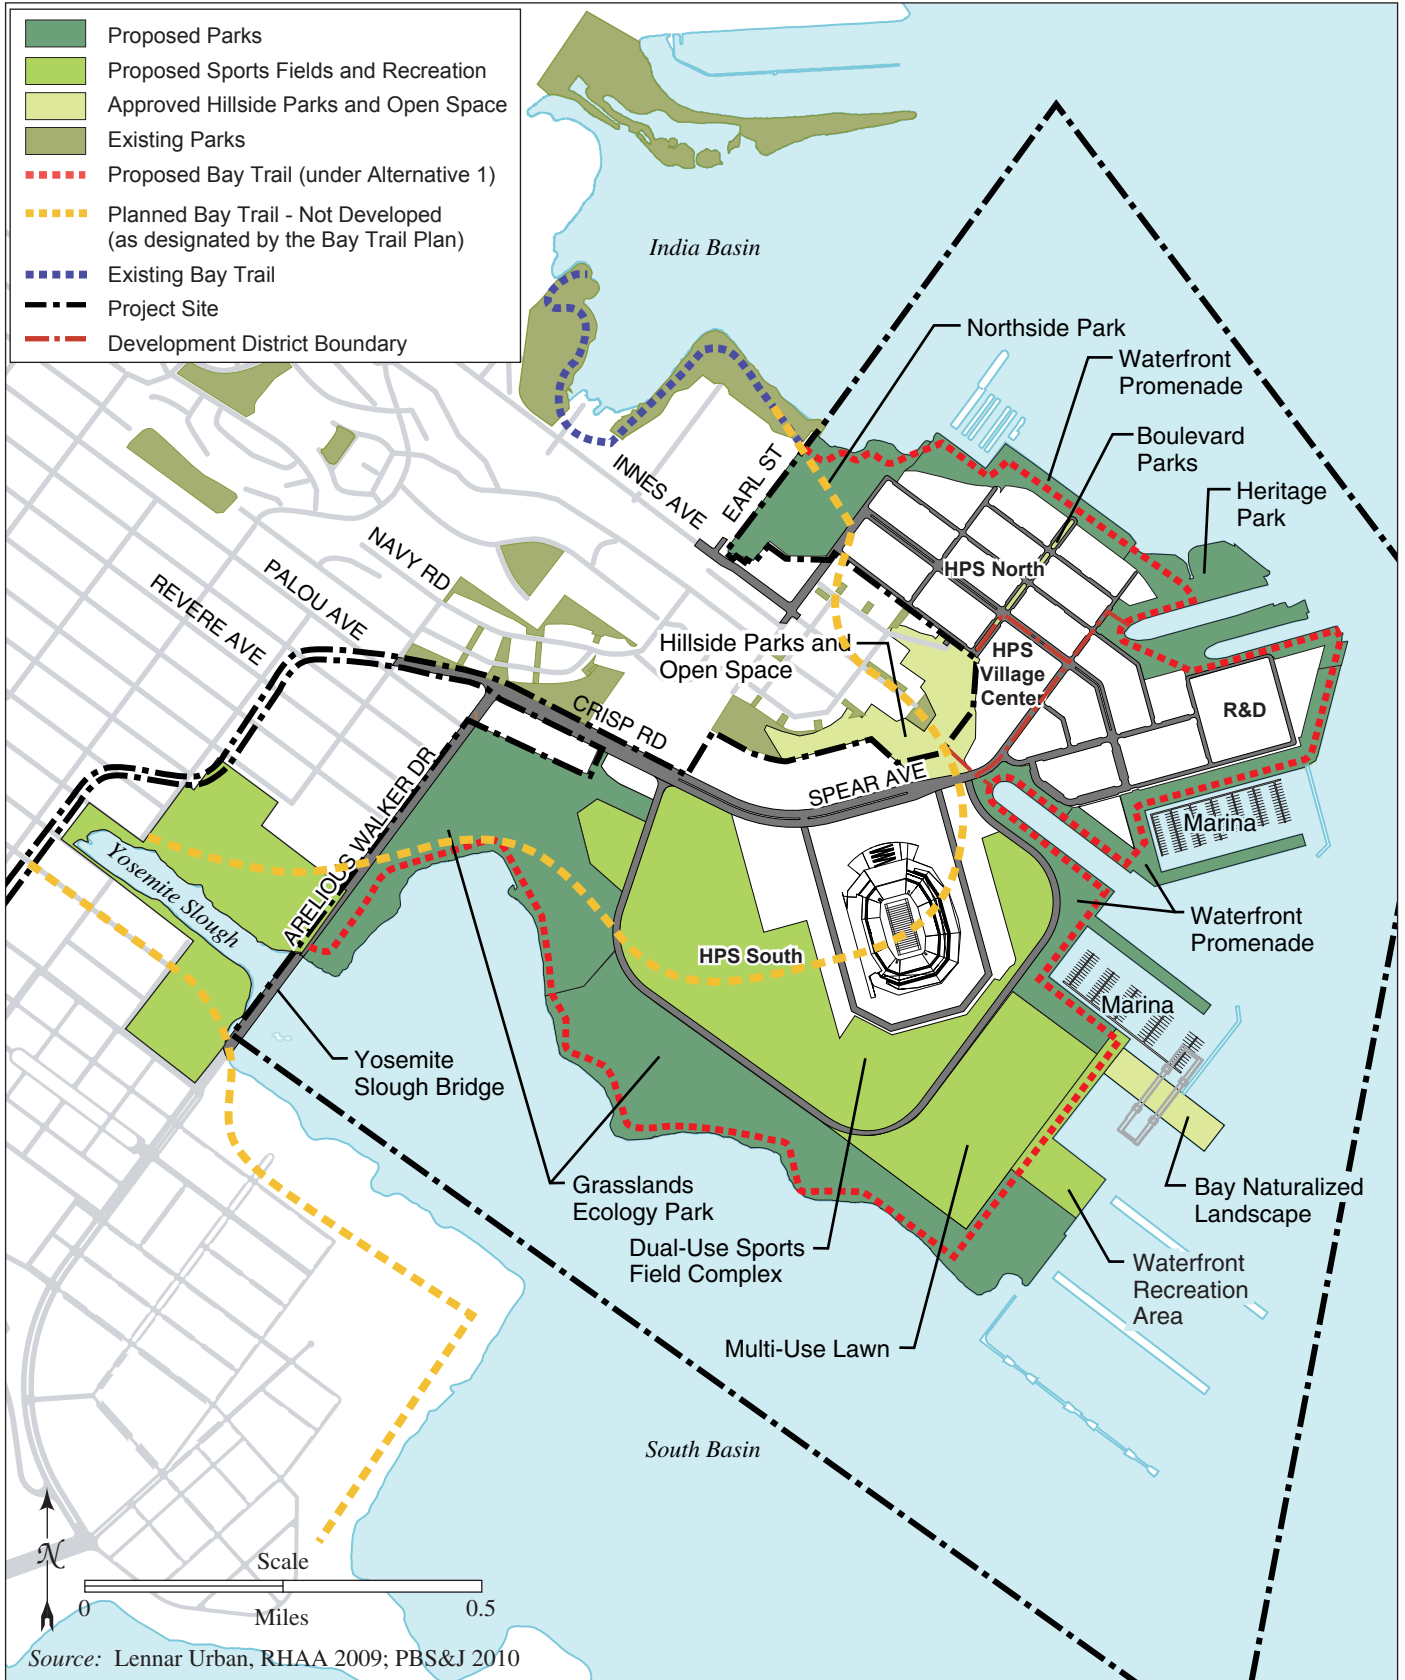 Proposed Parks
Proposed Sports Fields and Recreation
Approved Hillside Parks and Open Space
Existing Parks
Proposed Bay Trail (under Alternative 1)
Planned Bay Trail - Not Developed
(as designated by the Bay Trail Plan)
Existing Bay Trail
Project Site
Development District Boundary
India Basin
Northside Park
Waterfront
Promenade
Boulevard
Parks
Heritage
Park
INNES AVE
EARL ST
NAVY RD
PALOU AVE
REVERE AVE
HPS North
Hillside Parks and
Open Space
HPS
Village
Center
R&D
CRISP RD
SPEAR AVE
ARELIOUS WALKER DR
Marina
Yosemite Slough
Waterfront
Promenade
HPS South
Marina
Yosemite
Slough Bridge
Grasslands
Ecology Park
Bay Naturalized
Landscape
Dual-Use Sports
Field Complex
Waterfront
Recreation
Area
Multi-Use Lawn
South Basin
N
Scale
0 0.5
Miles
Source: Lennar Urban, RHAA 2009; PBS&J 2010